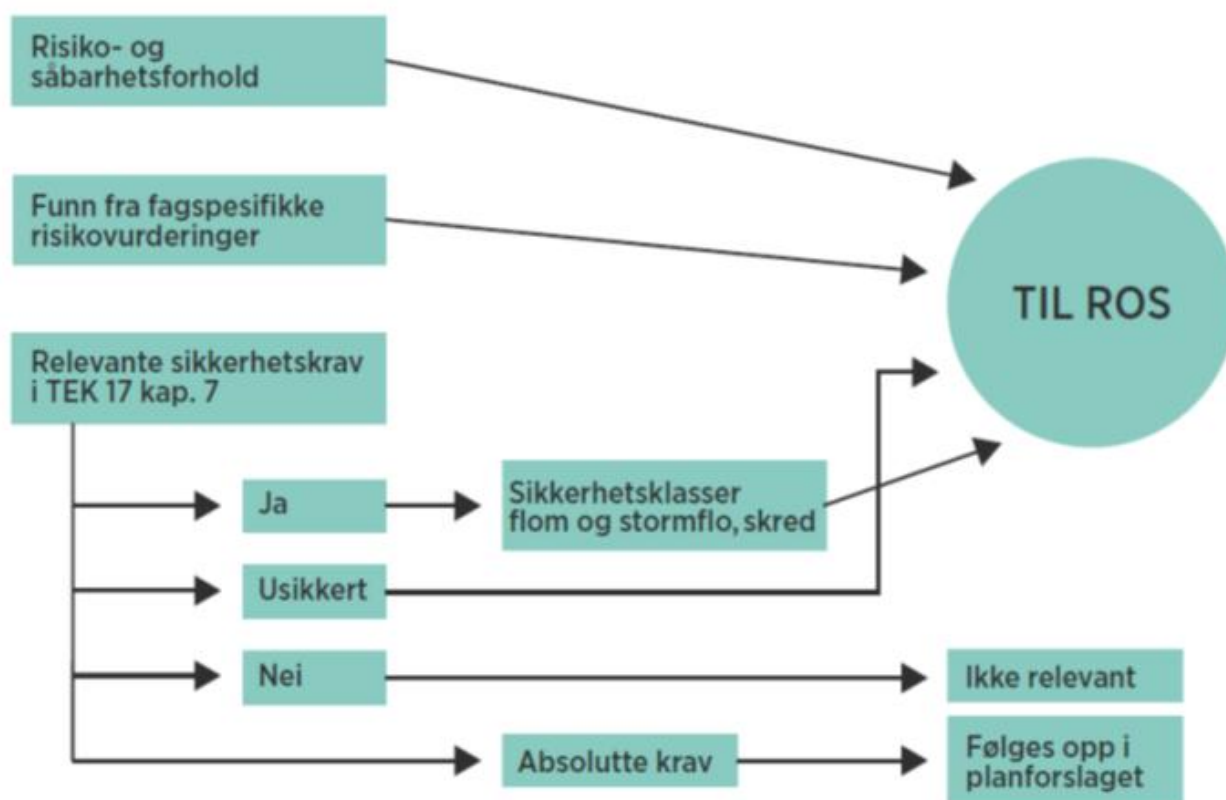 Risiko- og
såbarhetsforhold
Funn fra fagspesifikke
risikovurderinger
TIL ROS
Relevante sikkerhetskrav
i TEK 17 kap. 7
Ja
Sikkerhetsklasser
flom og stormflo, skred
Usikkert
Nei
Ikke relevant
Absolutte krav
Følges opp i
planforslaget